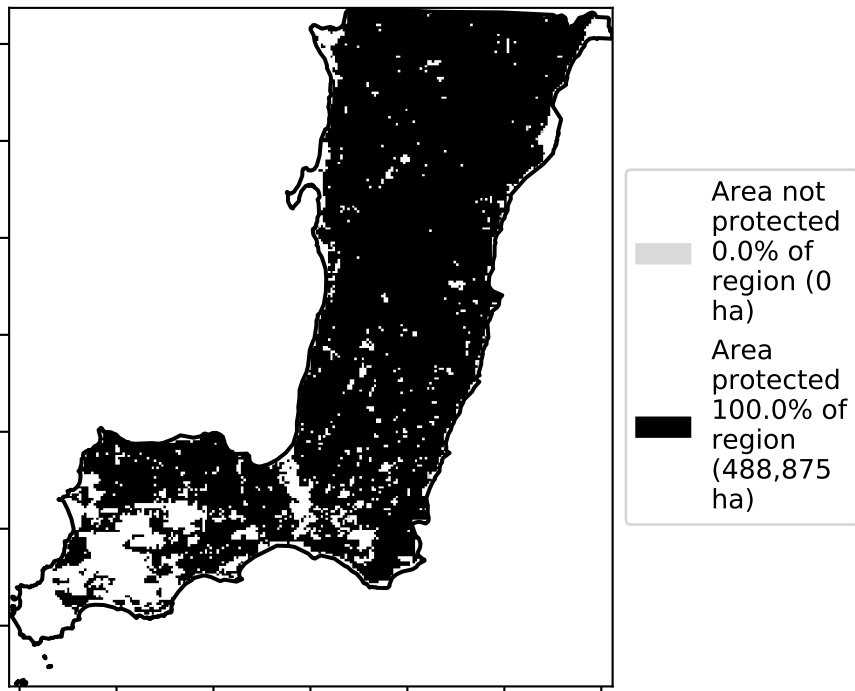 Area not
protected
0.0% of
region (0
ha)
Area
protected
100.0% of
region
(488,875
ha)